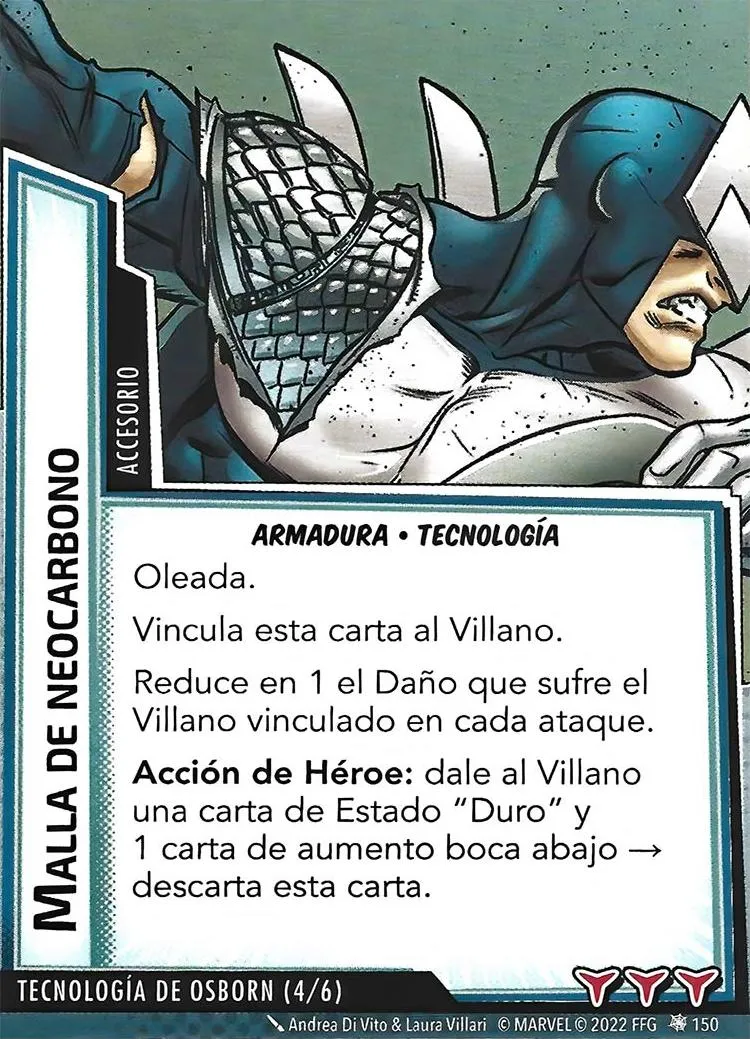 ACCESORIO
MALLA DE NEOCARBONO
ARMADURA • TECNOLOGÍA
Oleada.
Vincula esta carta al Villano.
Reduce en 1 el Daño que sufre el
Villano vinculado en cada ataque.
Acción de Héroe: dale al Villano
una carta de Estado “Duro” y
1 carta de aumento boca abajo →
descarta esta carta.
TECNOLOGÍA DE OSBORN (4/6)
Andrea Di Vito & Laura Villari © MARVEL © 2022 FFG 150